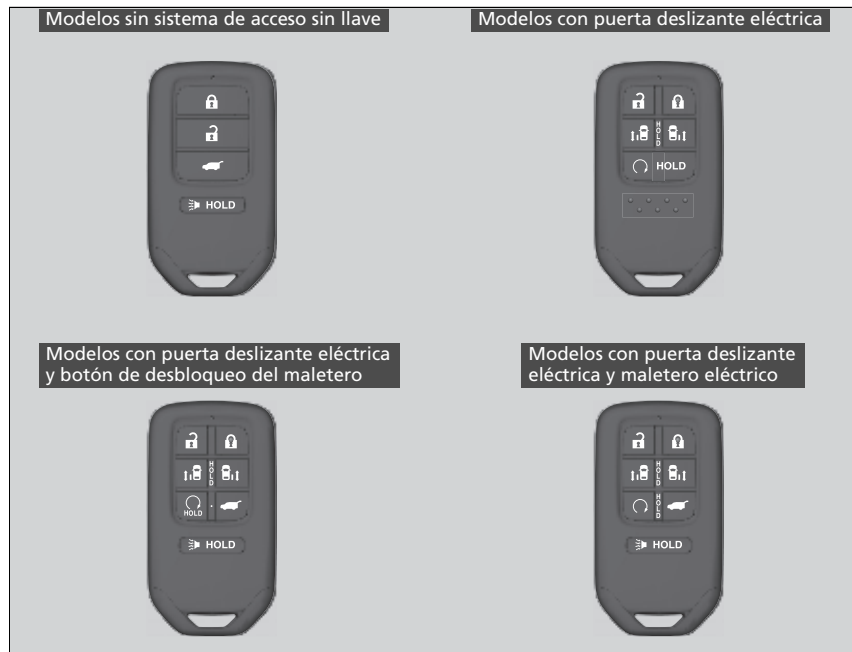 Modelos sin sistema de acceso sin llave
Modelos con puerta deslizante eléctrica
HOLD
HOLD
HOLD
Modelos con puerta deslizante eléctrica
y botón de desbloqueo del maletero
Modelos con puerta deslizante
eléctrica y maletero eléctrico
HOLD
HOLD
HOLD
HOLD
HOLD
HOLD